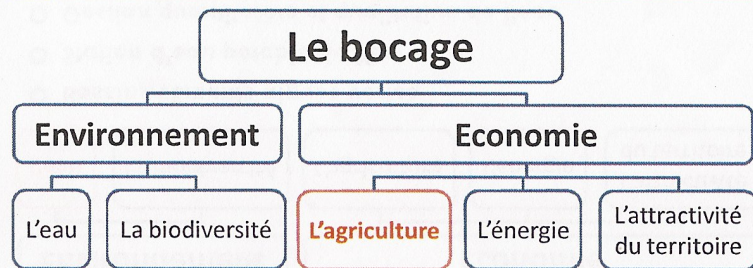 Le bocage
Environnement
Economie
L'eau
La biodiversité
L'agriculture
L'énergie
L'attractivité
du territoire